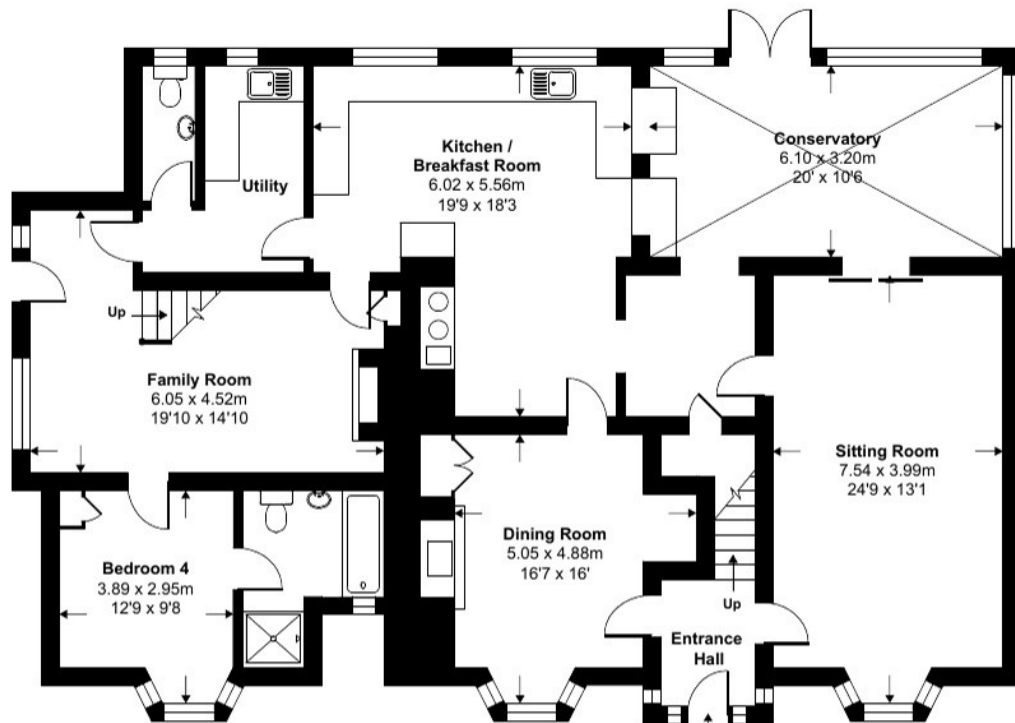 Kitchen /
Breakfast Room
6.02 x 5.56m
19'9 x 18'3
Conservatory
6.10 x 3.20m
20' x 10'6
Utility
Up
Family Room
6.05 x 4.52m
19'10 x 14'10
Sitting Room
7.54 x 3.99m
24'9 x 13'1
Dining Room
5.05 x 4.88m
16'7 x 16'
Bedroom 4
3.89 x 2.95m
12'9 x 9'8
Up
Entrance
Hall